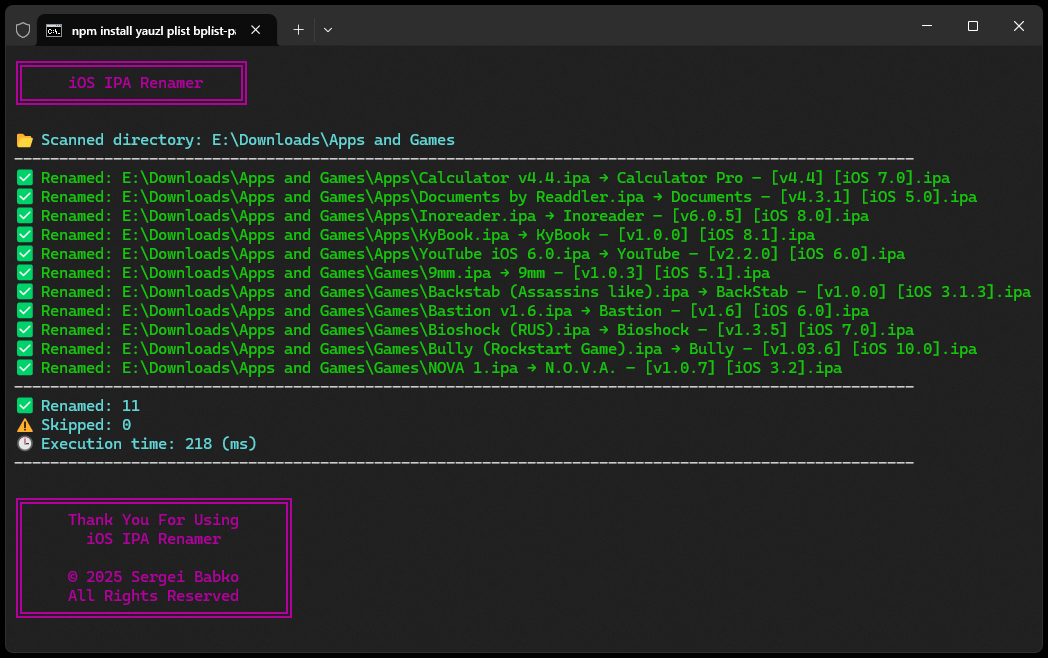 npm install yauzl plist bplist-pa
iOS IPA Renamer
Scanned directory: E:\Downloads\Apps and Games
----------------------------------------------------------------------------------------------------
✅ Renamed: E:\Downloads\Apps and Games\Apps\Calculator v4.4.ipa → Calculator Pro - [v4.4] [iOS 7.0].ipa
✅ Renamed: E:\Downloads\Apps and Games\Apps\Documents by Readdler.ipa → Documents - [v4.3.1] [iOS 5.0].ipa
✅ Renamed: E:\Downloads\Apps and Games\Apps\Inoreader.ipa → Inoreader - [v6.0.5] [iOS 8.0].ipa
✅ Renamed: E:\Downloads\Apps and Games\Apps\KyBook.ipa → KyBook - [v1.0.0] [iOS 8.1].ipa
✅ Renamed: E:\Downloads\Apps and Games\Apps\YouTube iOS 6.0.ipa → YouTube - [v2.2.0] [iOS 6.0].ipa
✅ Renamed: E:\Downloads\Apps and Games\Games\9mm.ipa → 9mm - [v1.0.3] [iOS 5.1].ipa
✅ Renamed: E:\Downloads\Apps and Games\Games\Backstab (Assassins like).ipa → BackStab - [v1.0.0] [iOS 3.1.3].ipa
✅ Renamed: E:\Downloads\Apps and Games\Games\Bastion v1.6.ipa → Bastion - [v1.6] [iOS 6.0].ipa
✅ Renamed: E:\Downloads\Apps and Games\Games\Bioshock (RUS).ipa → Bioshock - [v1.3.5] [iOS 7.0].ipa
✅ Renamed: E:\Downloads\Apps and Games\Games\Bully (Rockstart Game).ipa → Bully - [v1.03.6] [iOS 10.0].ipa
✅ Renamed: E:\Downloads\Apps and Games\Games\NOVA 1.ipa → N.O.V.A. - [v1.0.7] [iOS 3.2].ipa
----------------------------------------------------------------------------------------------------
✅ Renamed: 11
⚠️ Skipped: 0
🕒 Execution time: 218 (ms)
----------------------------------------------------------------------------------------------------
Thank You For Using
iOS IPA Renamer
© 2025 Sergei Babko
All Rights Reserved